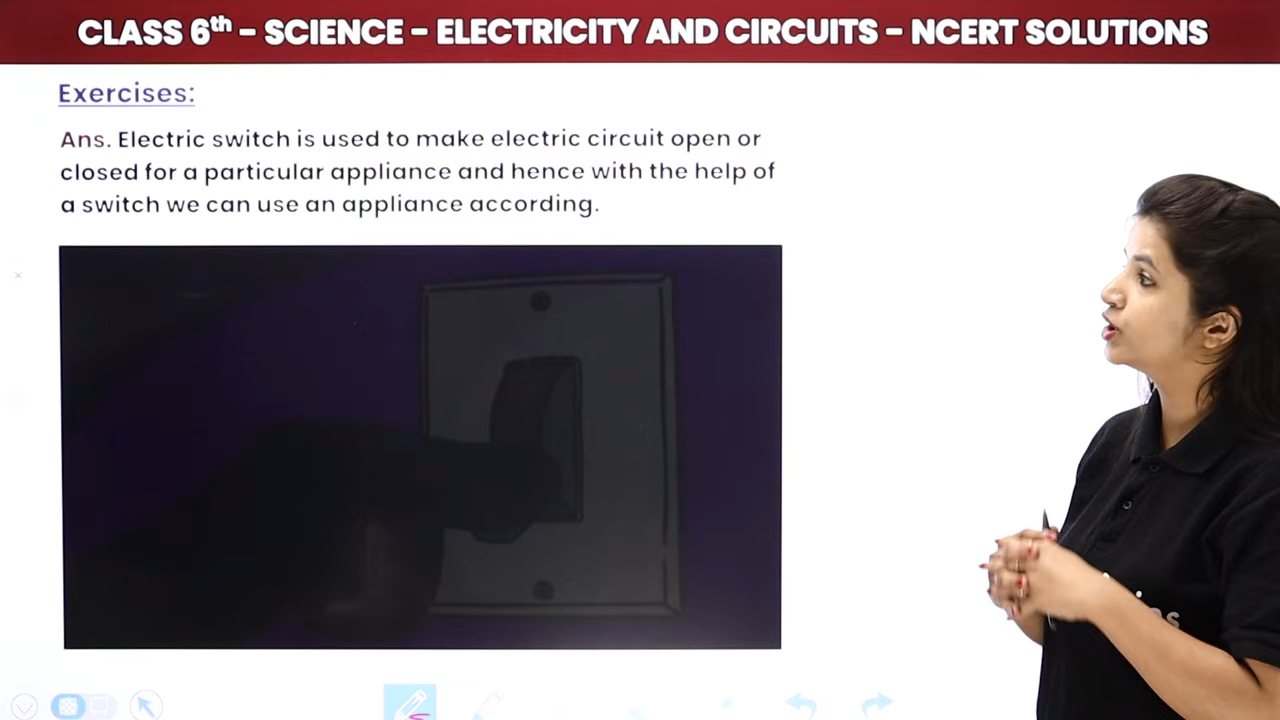 CLASS 6th – SCIENCE – ELECTRICITY AND CIRCUITS – NCERT SOLUTIONS
Exercises:
Ans. Electric switch is used to make electric circuit open or
closed for a particular appliance and hence with the help of
a switch we can use an appliance according.